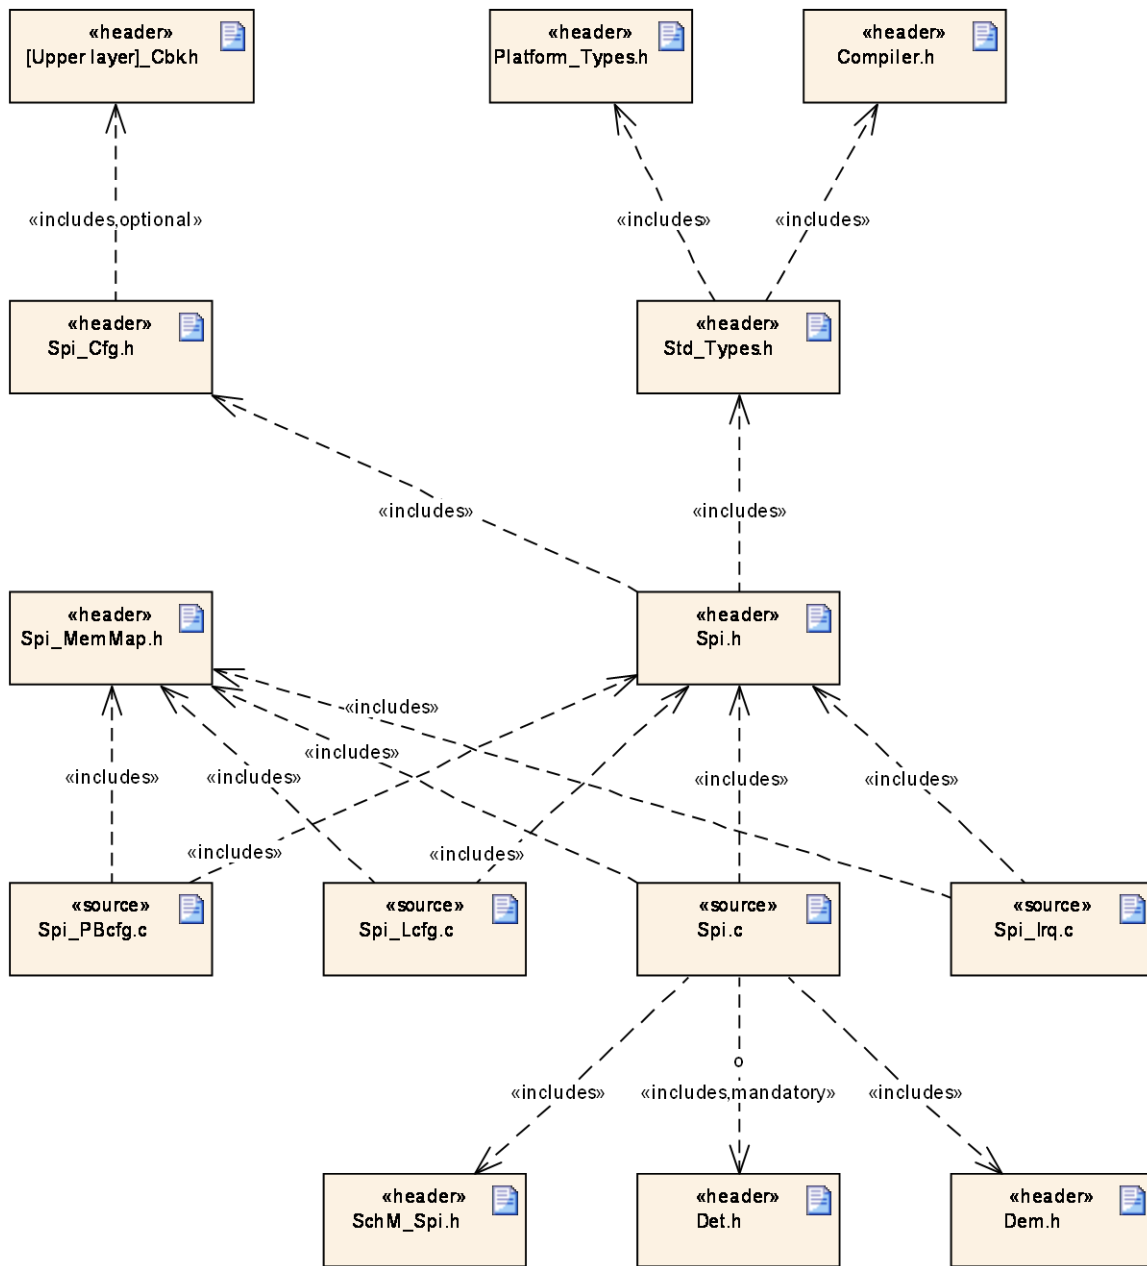 «header»
[Upper layer]_Cbk.h
«header»
Platform_Types.h
«header»
Compiler.h
«includes,optional»
«includes»
«includes»
«header»
Spi_Cfg.h
«header»
Std_Types.h
«includes»
«includes»
«header»
Spi_MemMap.h
«header»
Spi.h
«includes»
«includes»
«includes»
«includes»
«includes»
«includes»
«includes»
«includes»
«source»
Spi_PBcfg.c
«source»
Spi_Lcfg.c
«source»
Spi.c
«source»
Spi_Irq.c
o
«includes»
«includes,mandatory»
«includes»
«header»
SchM_Spi.h
«header»
Det.h
«header»
Dem.h